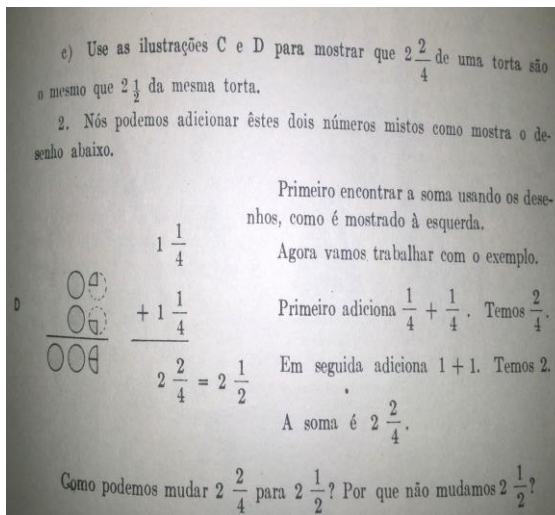 e) Use as ilustrações C e D para mostrar que 2 2/4 de uma torta são
o mesmo que 2 1/2 da mesma torta.
2. Nós podemos adicionar êstes dois números mistos como mostra o de-
senho abaixo.
Primeiro encontrar a soma usando os dese-
nhos, como é mostrado à esquerda.
Agora vamos trabalhar com o exemplo.
D
1 1/4
+ 1 1/4
2 2/4 = 2 1/2
Primeiro adiciona 1/4 + 1/4 . Temos 2/4.
Em seguida adiciona 1 + 1. Temos 2.
A soma é 2 2/4.
Como podemos mudar 2 2/4 para 2 1/2? Por que não mudamos 2 1/2?